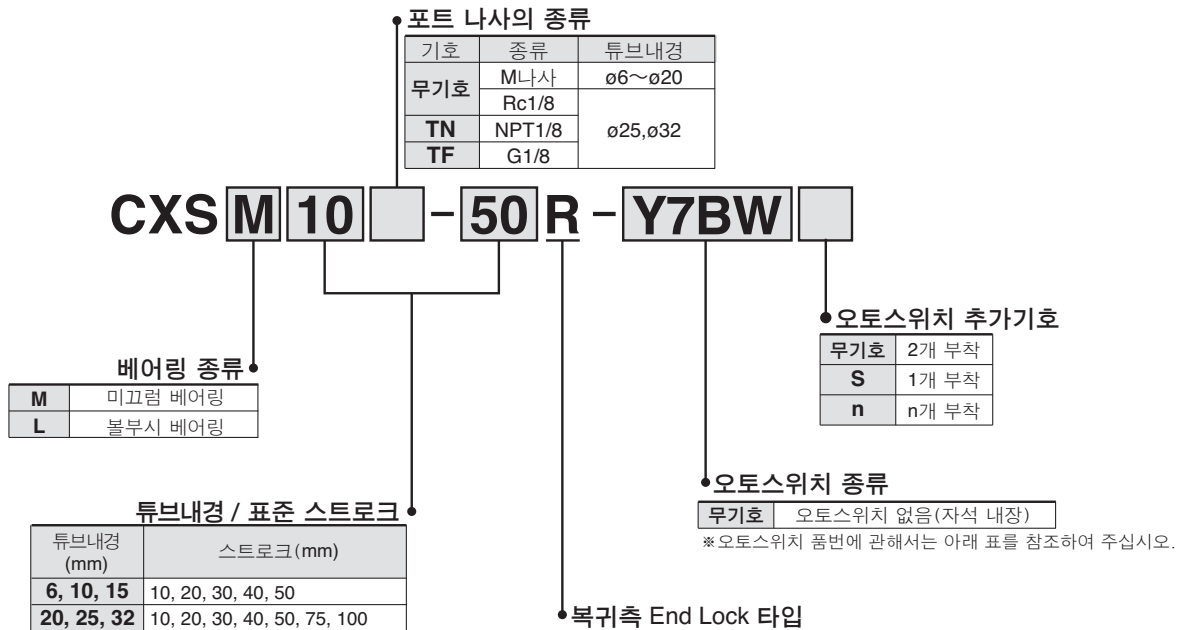 포트 나사의 종류
기호 종류 튜브내경
무기호 M나사 ø6～ø20
Rc1/8 ø25,ø32
TN NPT1/8
TF G1/8
CXS M 10 - 50 R - Y7BW
베어링 종류
M 미끄럼 베어링
L 볼부시 베어링
오토스위치 추가기호
무기호 2개 부착
S 1개 부착
n n개 부착
오토스위치 종류
무기호 오토스위치 없음(자석 내장)
※오토스위치 품번에 관해서는 아래 표를 참조하여 주십시오.
튜브내경 / 표준 스트로크
튜브내경
(mm) 스트로크(mm)
6, 10, 15 10, 20, 30, 40, 50
20, 25, 32 10, 20, 30, 40, 50, 75, 100
복귀측 End Lock 타입